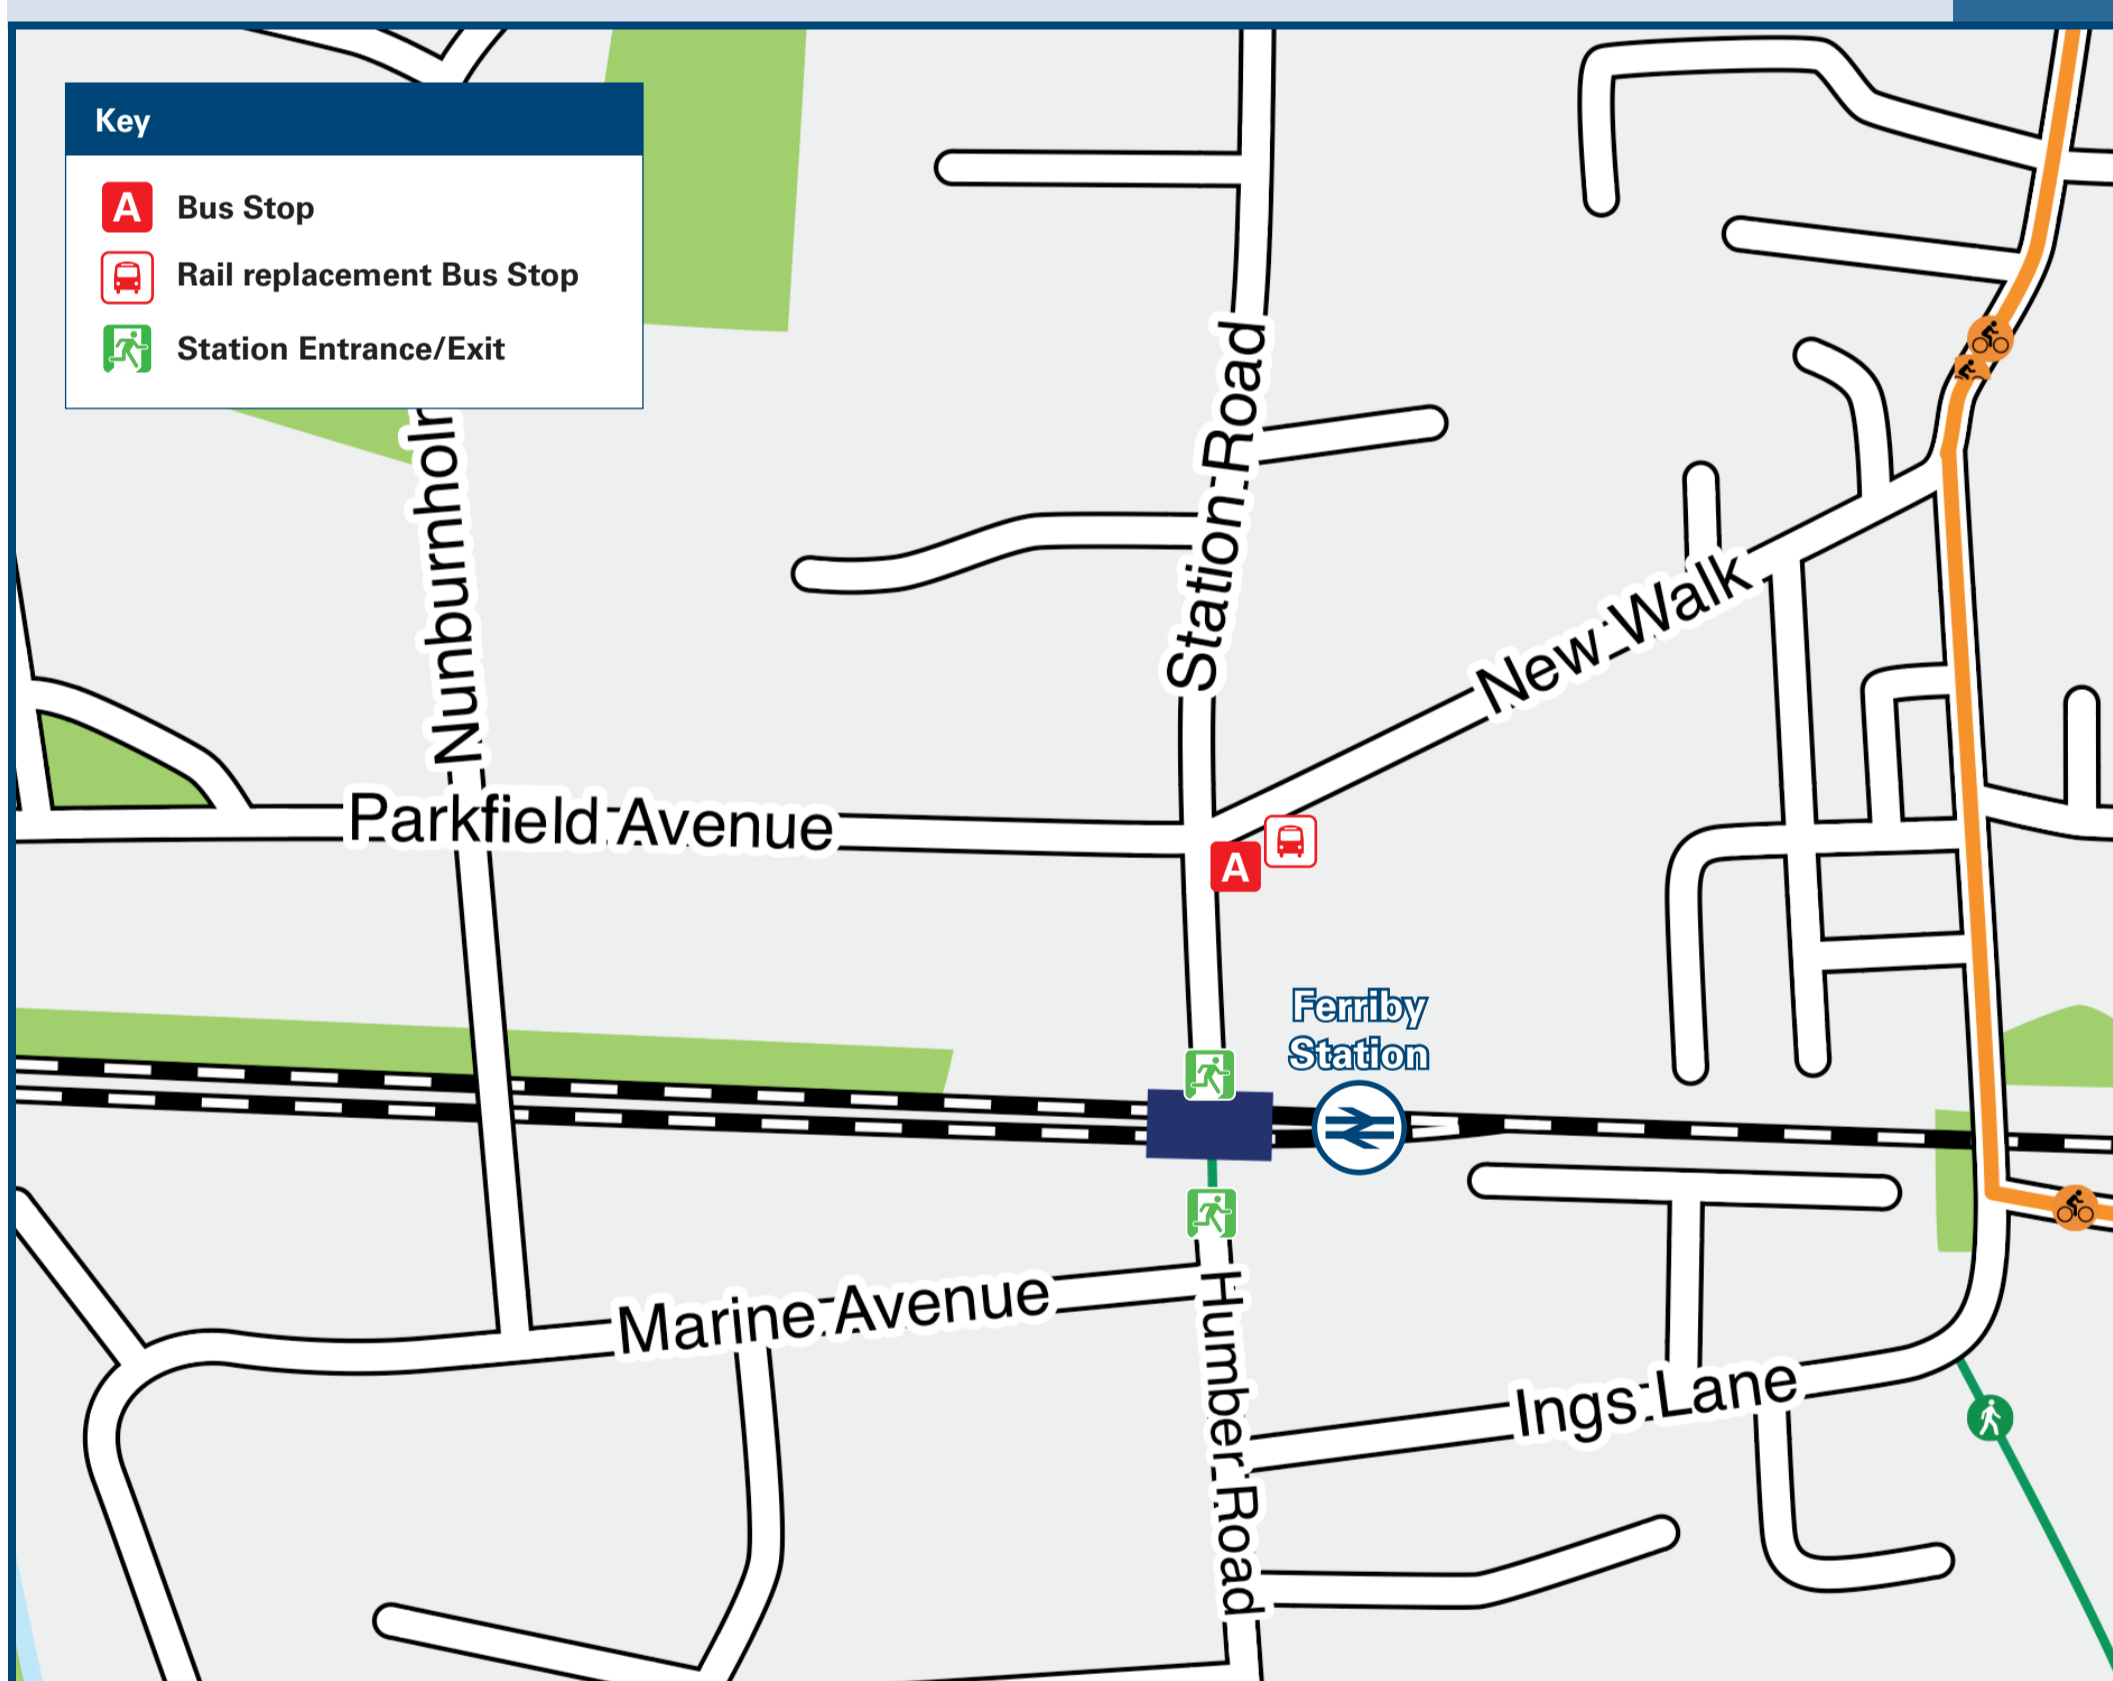 Key
A
Bus Stop
Rail replacement Bus Stop
Station Entrance/Exit
Station Road
New Walk
Parkfield Avenue
A
Ferriby
Station
Marine Avenue
Humber Road
Ings Lane